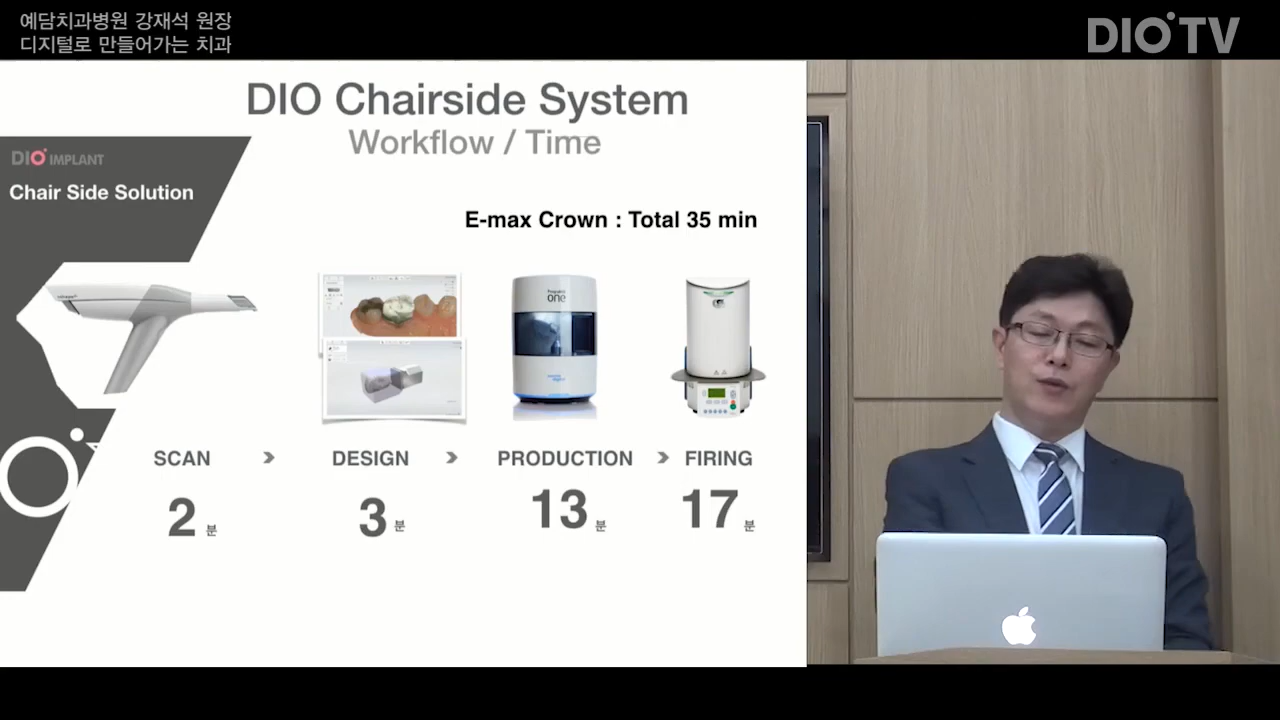 예담치과병원 강재석 원장
디지털로 만들어가는 치과
DIO TV
DIO Chairside System
Workflow / Time
DIO IMPLANT
Chair Side Solution
E-max Crown : Total 35 min
one
SCAN > DESIGN > PRODUCTION > FIRING
2 분 3 분 13 분 17 분